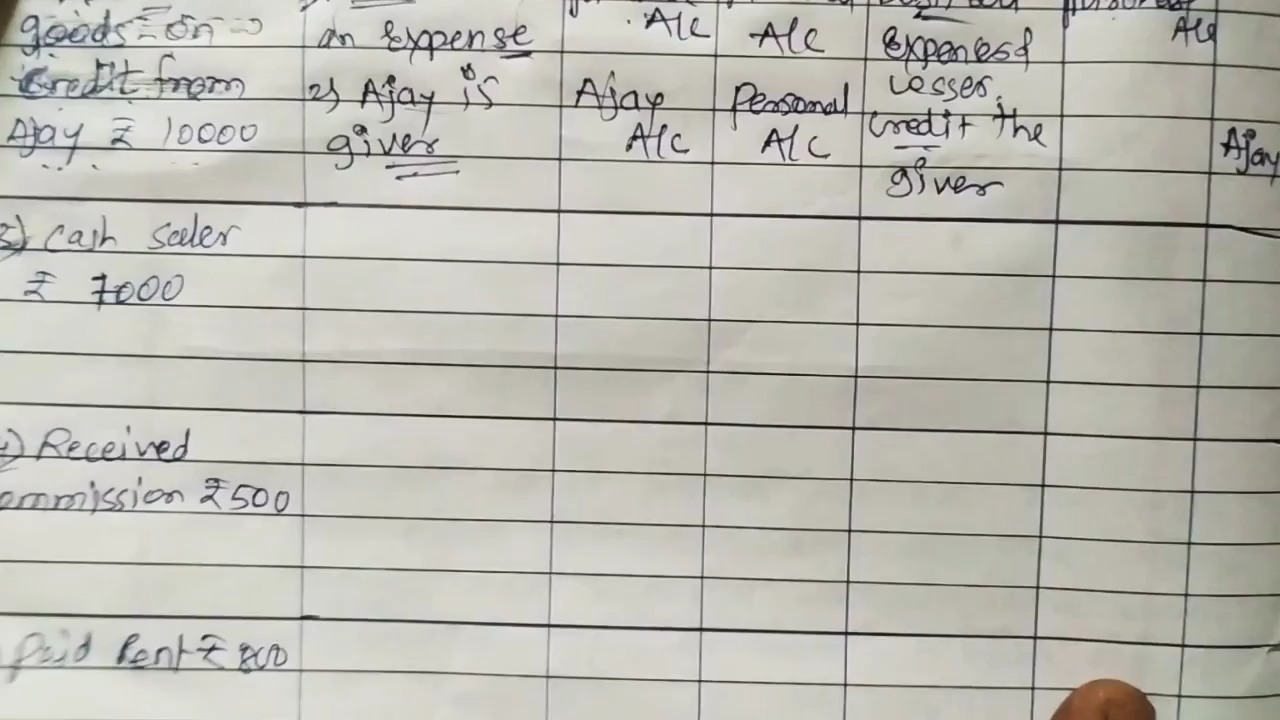 goods on
Credit from
Ajay ₹ 10000
an expense
2) Ajay is
giver
A/c
Ajay
A/c
A/c
Personal
A/c
Expenses &
Losses.
Credit the
giver
A/c
Ajay
3) Cash sales
₹ 7000
Received
ommission ₹500
Paid Rent ₹ 800